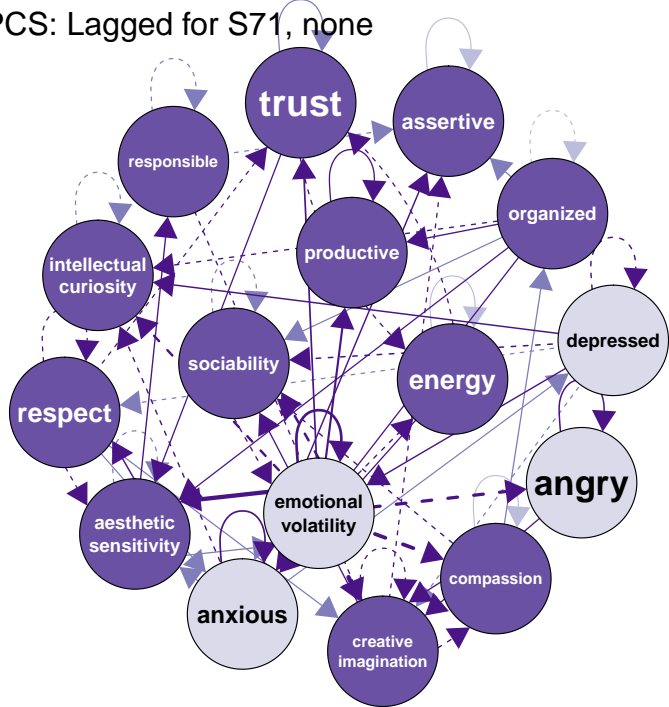 PCS: Lagged for S71, none
trust
assertive
responsible
organized
productive
intellectual
curiosity
depressed
sociability
energy
respect
angry
emotional
volatility
aesthetic
sensitivity
compassion
anxious
creative
imagination